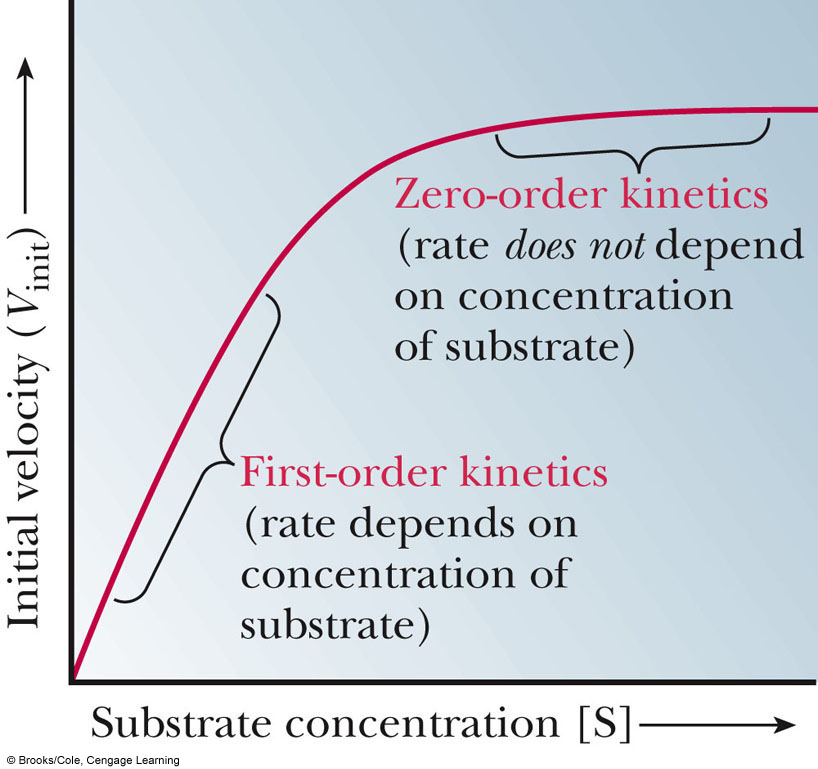 Initial velocity (Vinit)
Zero-order kinetics
(rate does not depend
on concentration
of substrate)
First-order kinetics
(rate depends on
concentration of
substrate)
Substrate concentration [S]
© Brooks/Cole, Cengage Learning